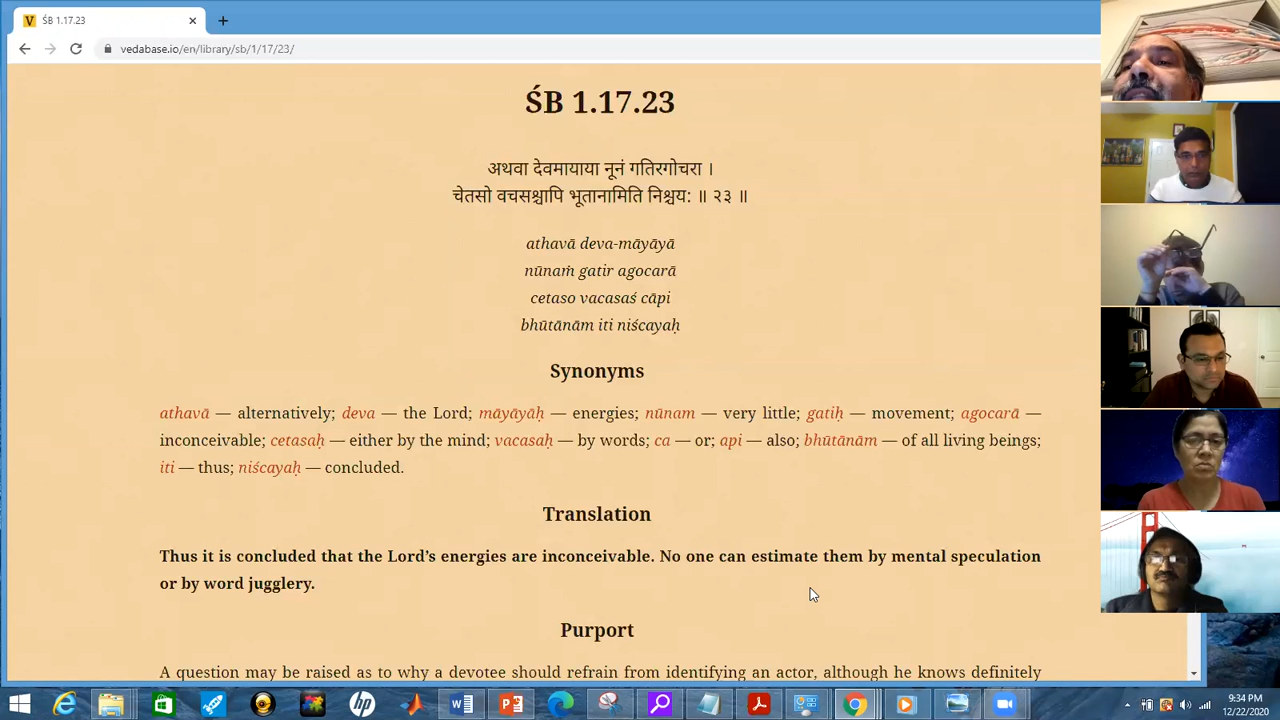 ŚB 1.17.23
vedabase.io/en/library/sb/1/17/23/
ŚB 1.17.23
अथवा देवमायाया नूनं गतिरगोचरा ।
चेतसो वचसश्चापि भूतानामिति निश्चय: ॥ २३ ॥
athavā deva-māyāyā
nūnaṁ gatir agocarā
cetaso vacasaś cāpi
bhūtānām iti niścayaḥ
Synonyms
athavā — alternatively; deva — the Lord; māyāyāḥ — energies; nūnam — very little; gatiḥ — movement; agocarā —
inconceivable; cetasaḥ — either by the mind; vacasaḥ — by words; ca — or; api — also; bhūtānām — of all living beings;
iti — thus; niścayaḥ — concluded.
Translation
Thus it is concluded that the Lord’s energies are inconceivable. No one can estimate them by mental speculation
or by word jugglery.
Purport
A question may be raised as to why a devotee should refrain from identifying an actor, although he knows definitely
9:34 PM
12/22/2020